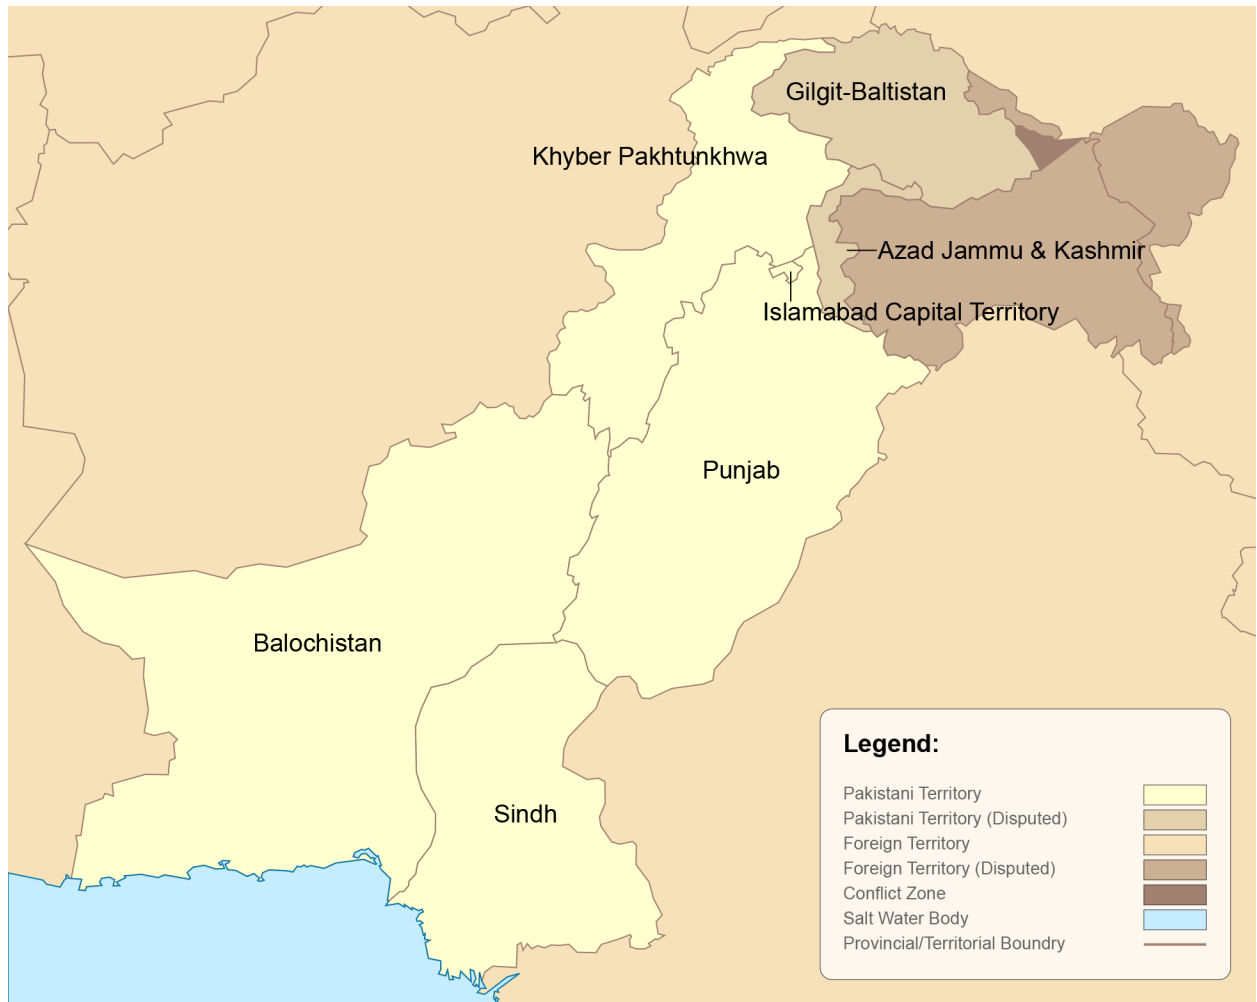 Gilgit-Baltistan
Khyber Pakhtunkhwa
Azad Jammu & Kashmir
Islamabad Capital Territory
Punjab
Balochistan
Sindh
Legend:
Pakistani Territory
Pakistani Territory (Disputed)
Foreign Territory
Foreign Territory (Disputed)
Conflict Zone
Salt Water Body
Provincial/Territorial Boundry